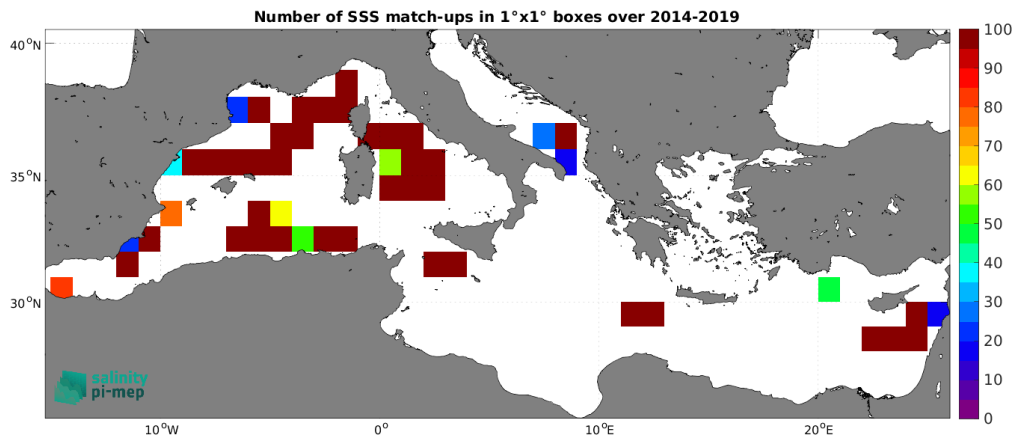 Number of SSS match-ups in 1°x1° boxes over 2014-2019
40°N
35°N
30°N
10°W
0°
10°E
20°E
100
90
80
70
60
50
40
30
20
10
0
salinity
pi-mep